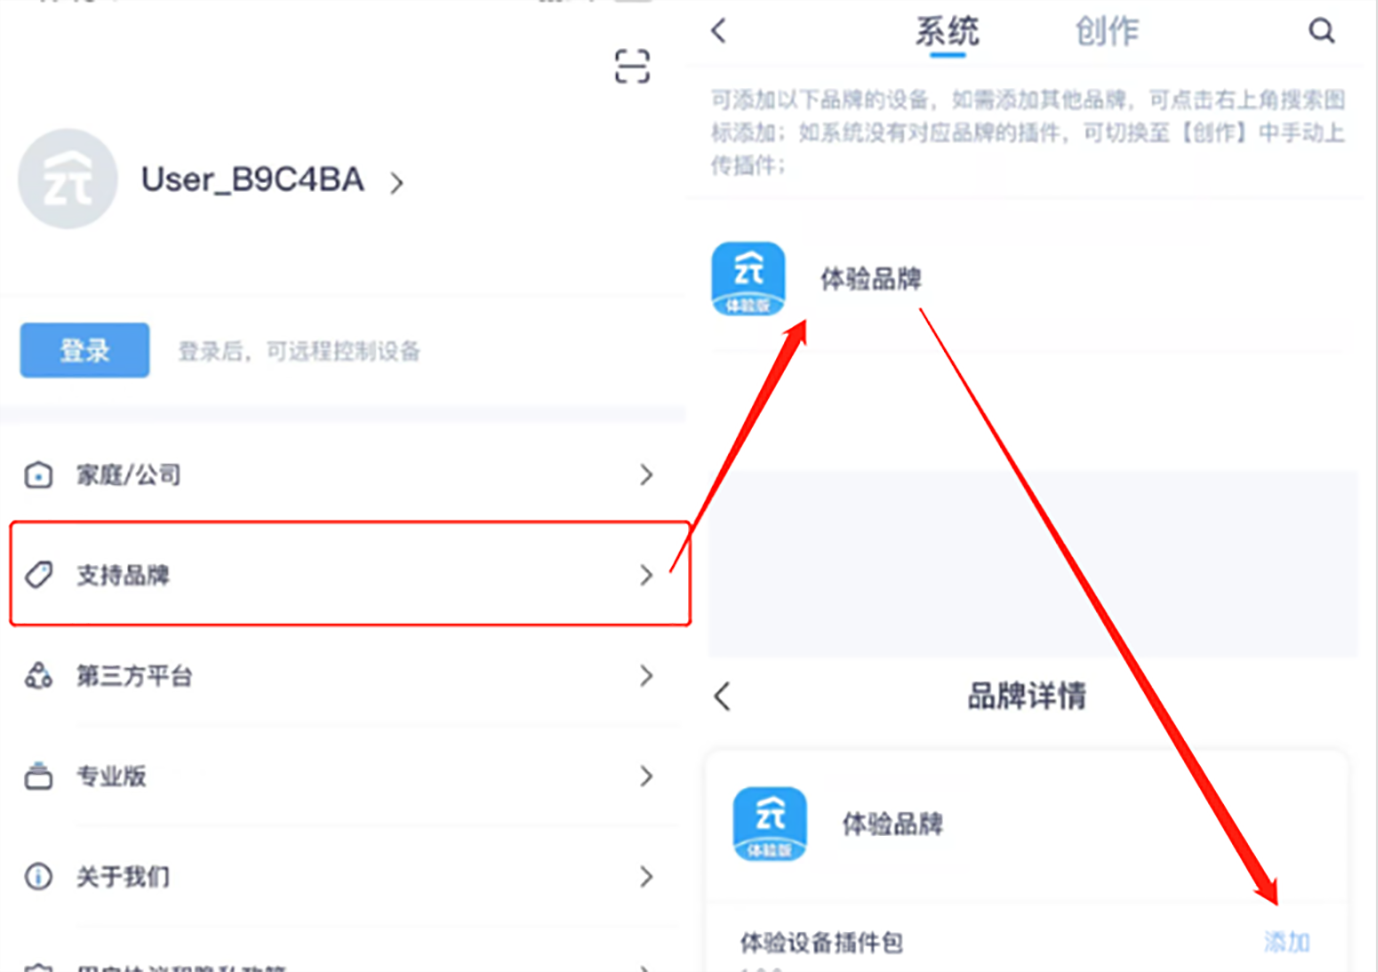 User_B9C4BA
登录
登录后，可远程控制设备
家庭/公司
支持品牌
第三方平台
专业版
关于我们
系统
创作
可添加以下品牌的设备，如需添加其他品牌，可点击右上角搜索图
标添加；如系统没有对应品牌的插件，可切换至【创作】中手动上
传插件；
体验版
体验品牌
品牌详情
体验版
体验品牌
体验设备插件包
添加